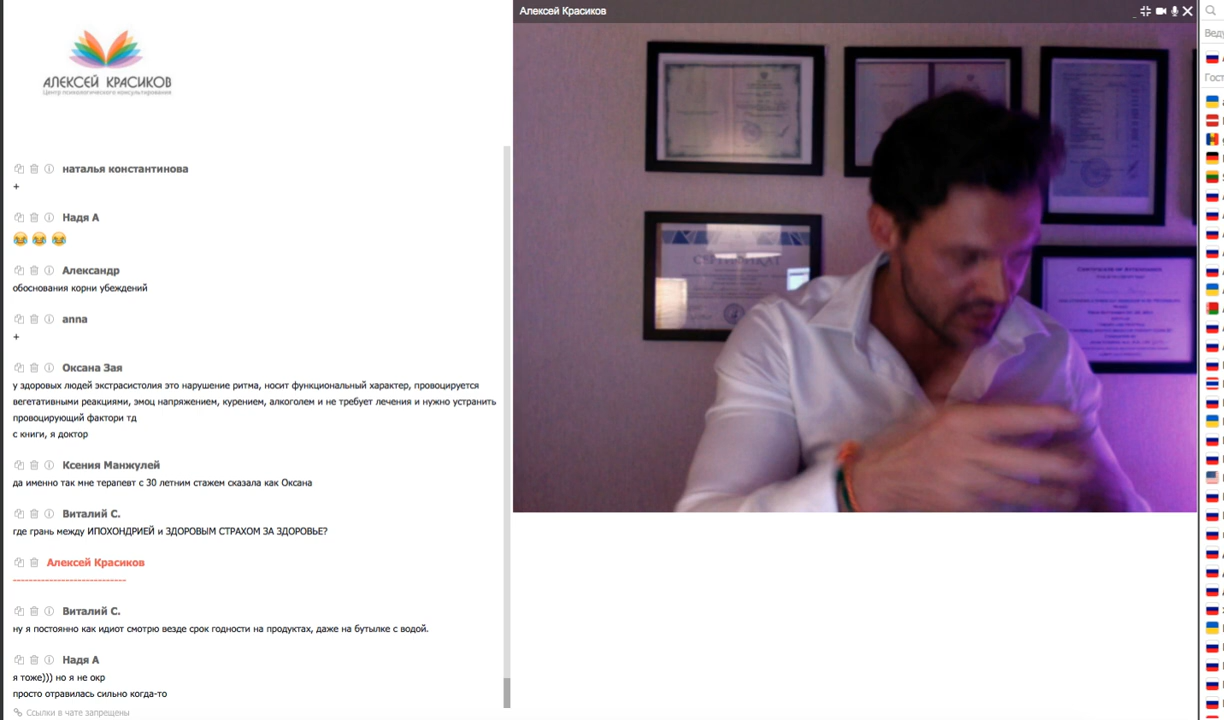 АЛЕКСЕЙ КРАСИКОВ
Центр психологического консультирования
наталья константинова
+
Надя А
Александр
обоснования корни убеждений
anna
+
Оксана Зая
у здоровых людей экстрасистолия это нарушение ритма, носит функциональный характер, провоцируется
вегетативными реакциями, эмоц напряжением, курением, алкоголем и не требует лечения и нужно устранить
провоцирующий фактори тд
с книги, я доктор
Ксения Манжулей
да именно так мне терапевт с 30 летним стажем сказала как Оксана
Виталий С.
где грань между ИПОХОНДРИЕЙ и ЗДОРОВЫМ СТРАХОМ ЗА ЗДОРОВЬЕ?
Алексей Красиков
----------------------------
Виталий С.
ну я постоянно как идиот смотрю везде срок годности на продуктах, даже на бутылке с водой.
Надя А
я тоже))) но я не окр
просто отравилась сильно когда-то
Ссылки в чате запрещены
Алексей Красиков
СЕРТИФИКАТ
CERTIFICATE OF ATTENDANCE